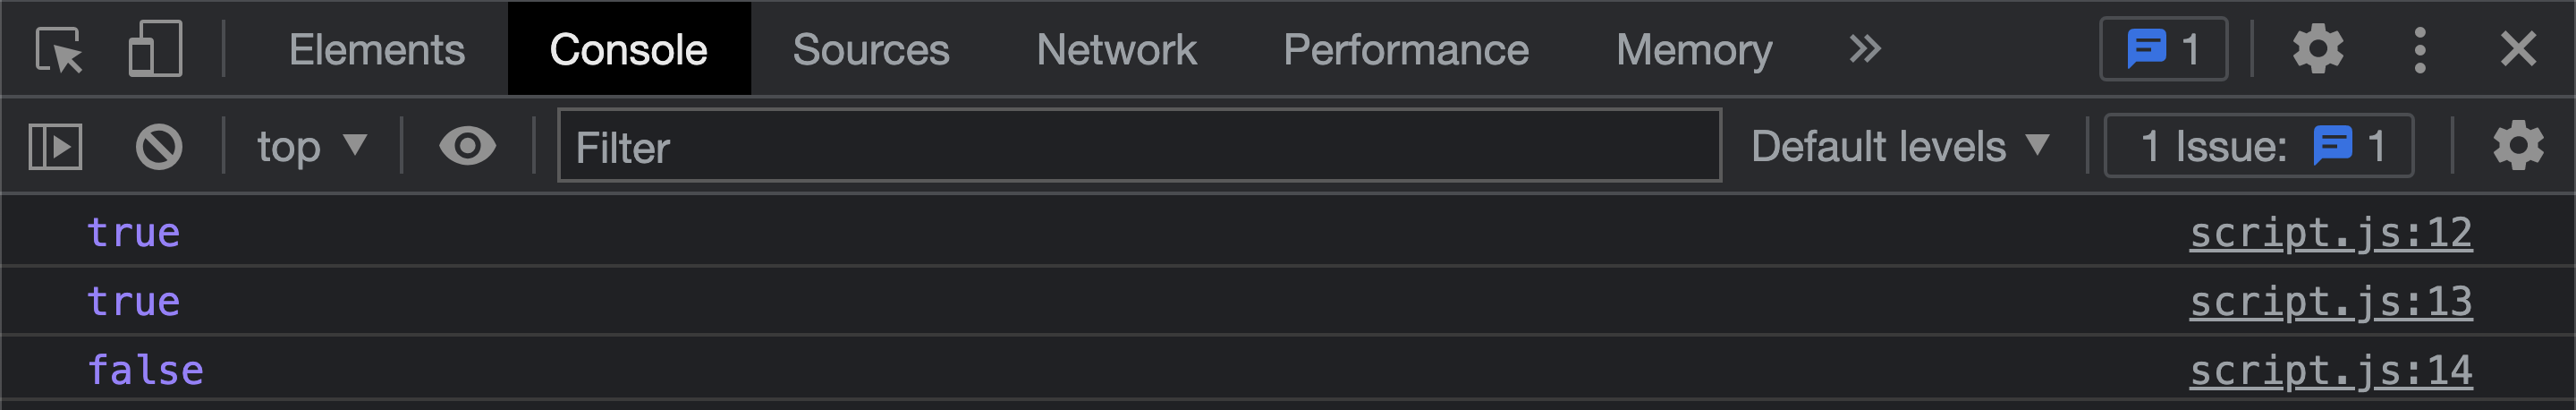 Elements Console Sources Network Performance Memory 1
top Filter Default levels 1 Issue: 1
true script.js:12
true script.js:13
false script.js:14